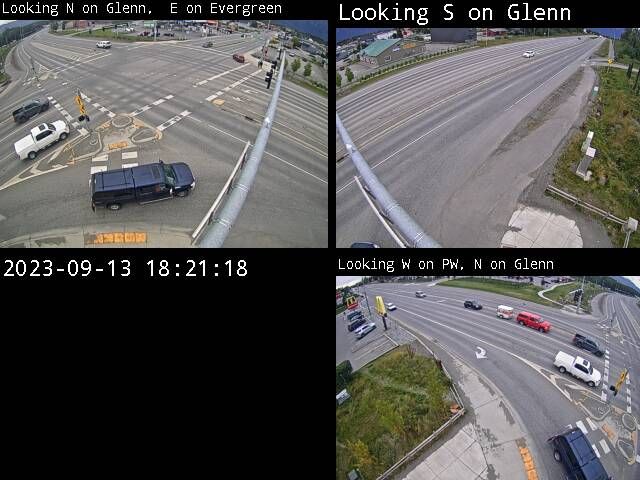 Looking N on Glenn, E on Evergreen
Looking S on Glenn
2023-09-13 18:21:18
Looking W on PW, N on Glenn